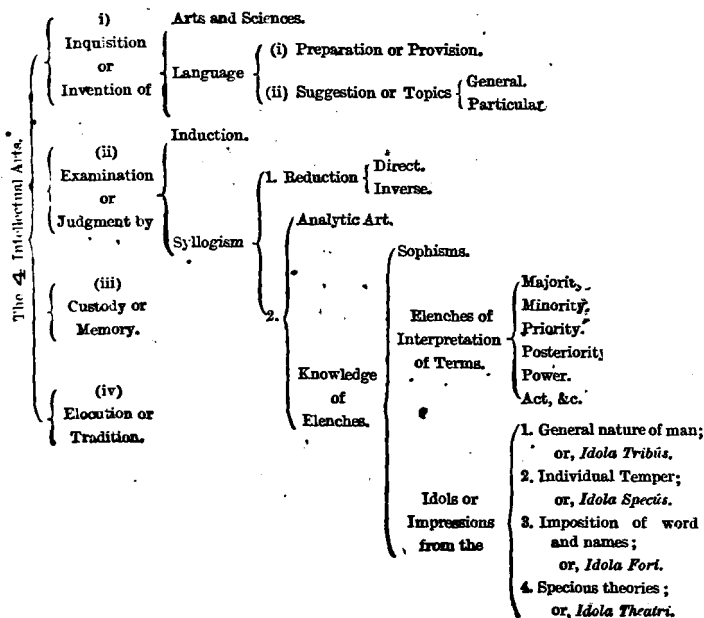 The 4 Intellectual Arts.
i)
Inquisition
or
Invention of
Arts and Sciences.
Language
(i) Preparation or Provision.
(ii) Suggestion or Topics
General.
Particular
(ii)
Examination
or
Judgment by
Induction.
Syllogism
1. Reduction
Direct.
Inverse.
2.
Analytic Art.
Knowledge
of
Elenches.
Sophisms.
Elenches of
Interpretation
of Terms.
Majorit
Minority.
Priority.
Posteriority
Power.
Act, &c.
Idols or
Impressions
from the
1. General nature of man;
or, Idola Tribûs.
2. Individual Temper;
or, Idola Specûs.
3. Imposition of word
and names;
or, Idola Fori.
4. Specious theories;
or, Idola Theatri.
(iii)
Custody or
Memory.
(iv)
Elocution or
Tradition.